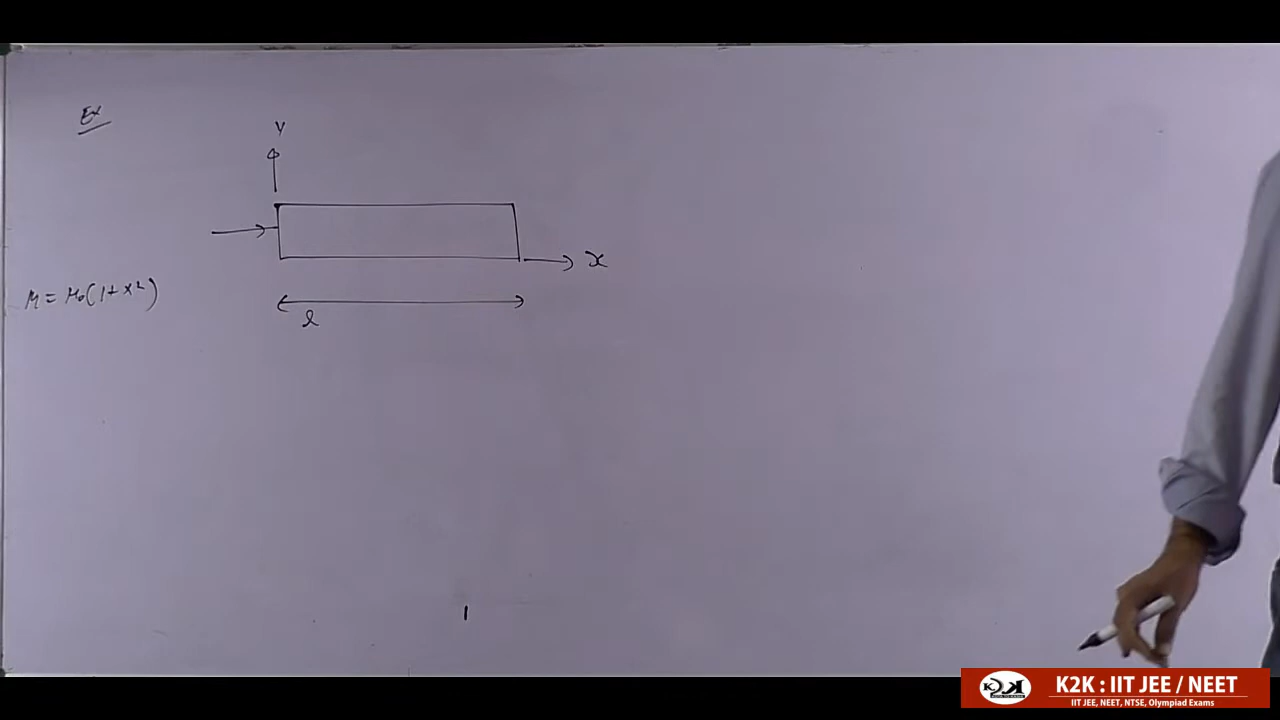 Ex
y
x
μ = μ₀(1 + x²)
l
K2K : IIT JEE / NEET
IIT JEE, NEET, NTSE, Olympiad Exams